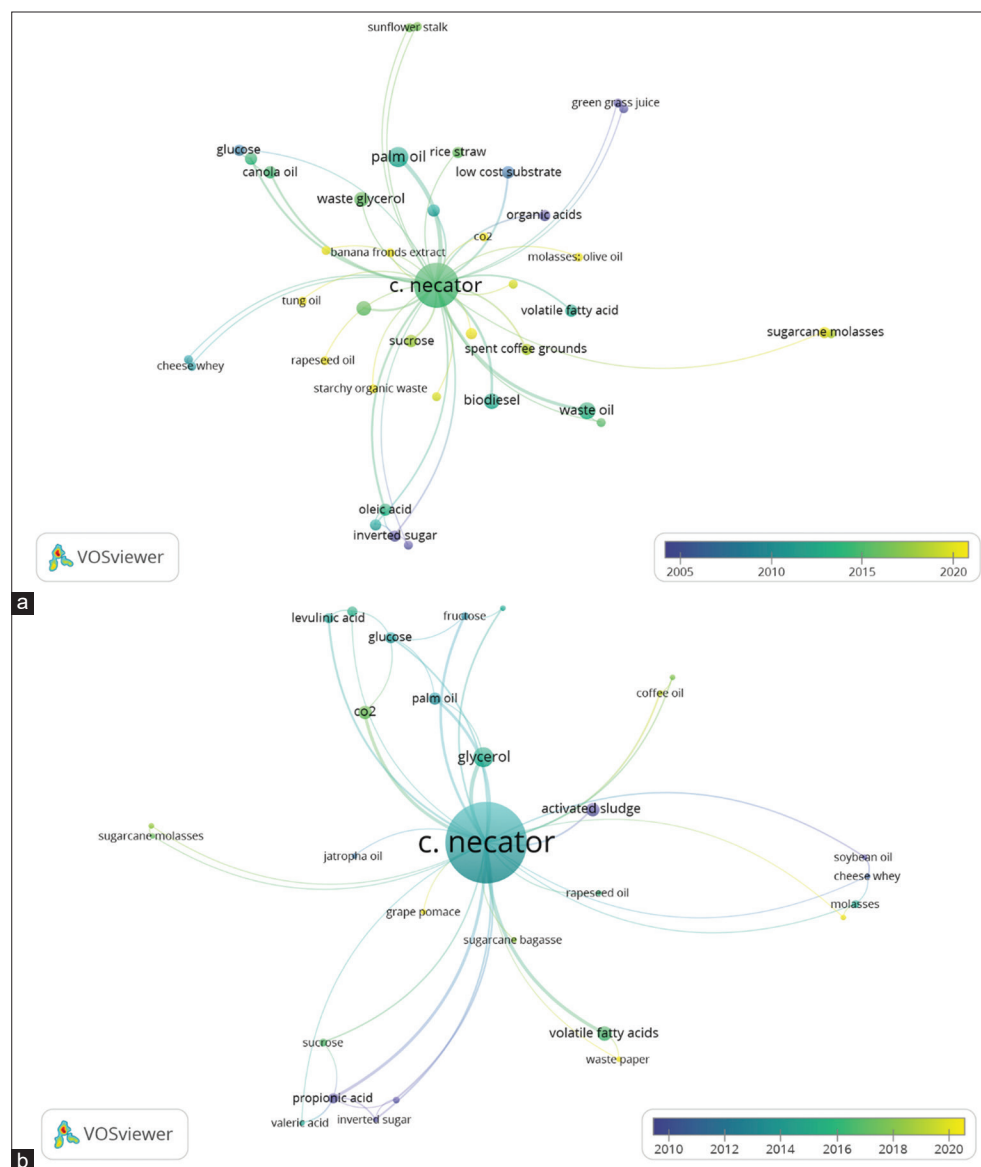 sunflower stalk
green grass juice
glucose
palm oil
rice straw
canola oil
low cost substrate
waste glycerol
organic acids
co2
banana fronds extract
molasses: olive oil
c. necator
tung oil
volatile fatty acid
sugarcane molasses
sucrose
spent coffee grounds
rapeseed oil
cheese whey
starchy organic waste
biodiesel
waste oil
oleic acid
inverted sugar
VOSviewer
2005 2010 2015 2020
a
levulinic acid
fructose
glucose
coffee oil
palm oil
co2
glycerol
activated sludge
sugarcane molasses
c. necator
jatropha oil
soybean oil
cheese whey
rapeseed oil
molasses
grape pomace
sugarcane bagasse
volatile fatty acids
sucrose
waste paper
propionic acid
inverted sugar
valeric acid
VOSviewer
2010 2012 2014 2016 2018 2020
b